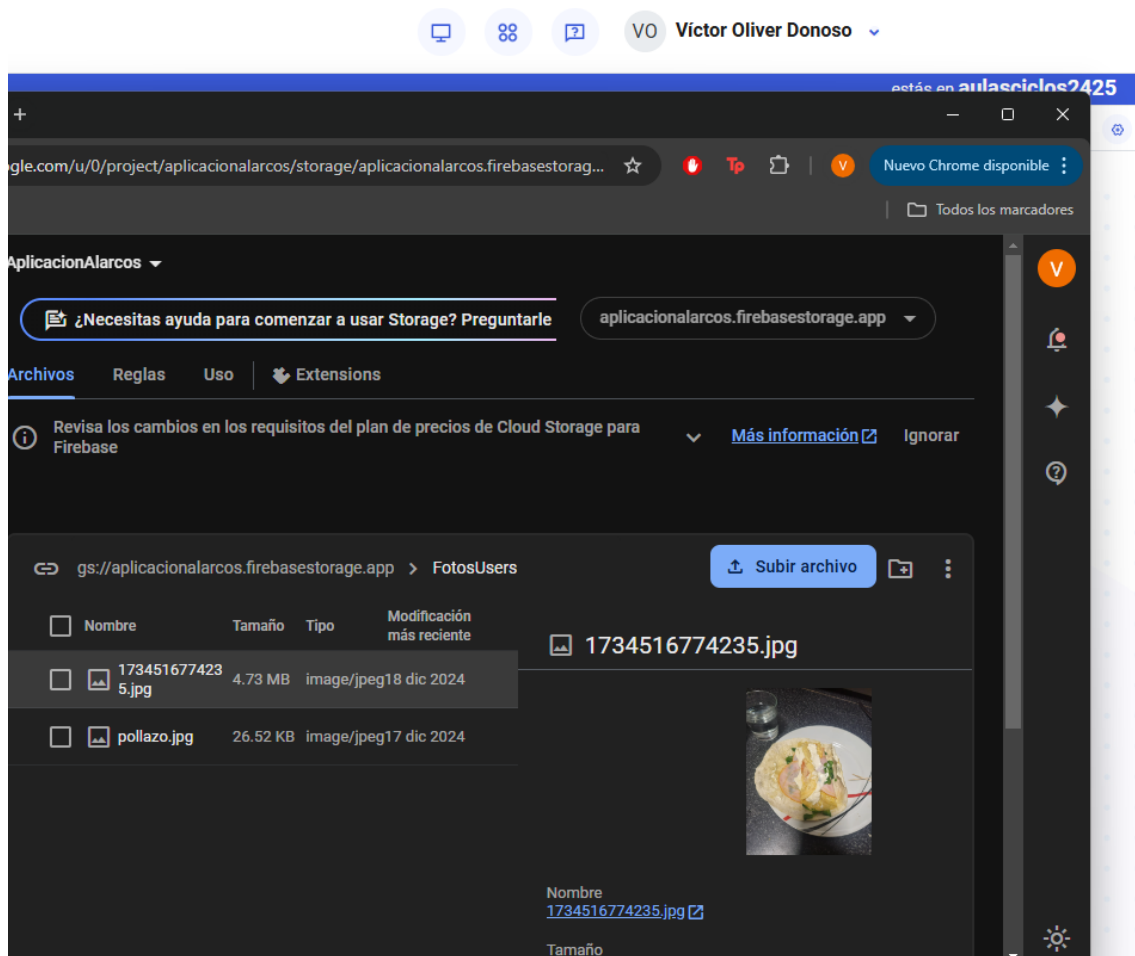 VO Víctor Oliver Donoso
estás en aulasciclos2425
ogle.com/u/0/project/aplicacionalarcos/storage/aplicacionalarcos.firebasestorag...
Tp
V
Nuevo Chrome disponible
Todos los marcadores
AplicacionAlarcos
V
¿Necesitas ayuda para comenzar a usar Storage? Preguntarle
aplicacionalarcos.firebasestorage.app
Archivos Reglas Uso Extensions
Revisa los cambios en los requisitos del plan de precios de Cloud Storage para
Firebase
Más información Ignorar
gs://aplicacionalarcos.firebasestorage.app > FotosUsers
Subir archivo
Nombre Tamaño Tipo Modificación
más reciente
1734516774235.jpg
173451677423
5.jpg
4.73 MB image/jpeg 18 dic 2024
pollazo.jpg 26.52 KB image/jpeg 17 dic 2024
Nombre
1734516774235.jpg
Tamaño